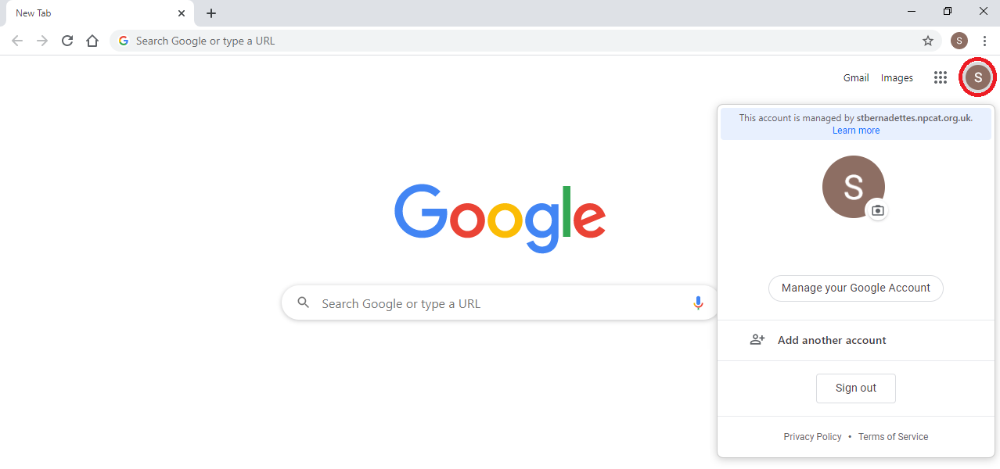 New Tab
Search Google or type a URL
S
Gmail Images
S
This account is managed by stbernadettes.npcat.org.uk.
Learn more
S
Google
Search Google or type a URL
Manage your Google Account
Add another account
Sign out
Privacy Policy • Terms of Service